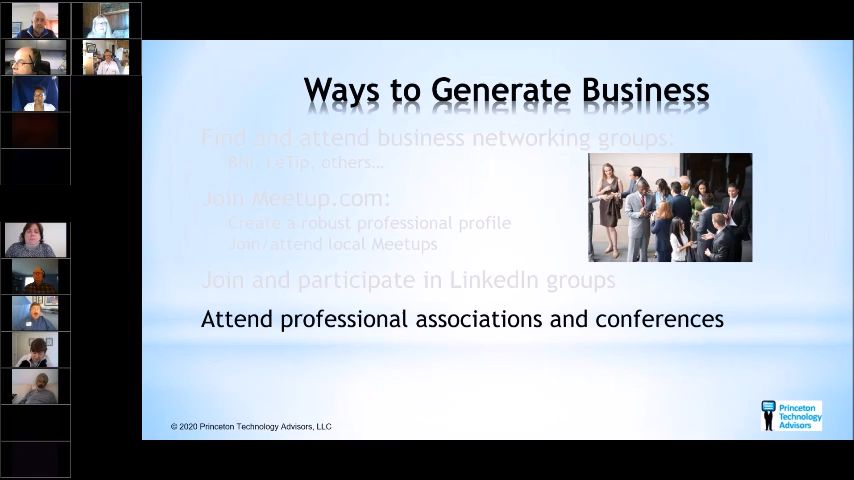 Ways to Generate Business
Find and attend business networking groups:
BNI, LeTip, others…
Join Meetup.com:
Create a robust professional profile
Join/attend local Meetups
Join and participate in LinkedIn groups
Attend professional associations and conferences
© 2020 Princeton Technology Advisors, LLC
Princeton
Technology
Advisors